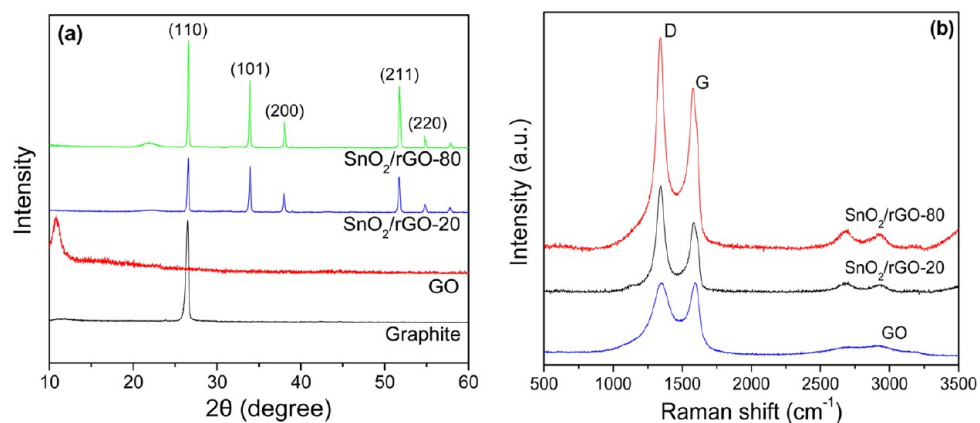 (a)
(110)
(101)
(200)
(211)
(220)
SnO₂/rGO-80
SnO₂/rGO-20
GO
Graphite
Intensity
10 20 30 40 50 60
2θ (degree)
(b)
D
G
SnO₂/rGO-80
SnO₂/rGO-20
GO
Intensity (a.u.)
500 1000 1500 2000 2500 3000 3500
Raman shift (cm⁻¹)